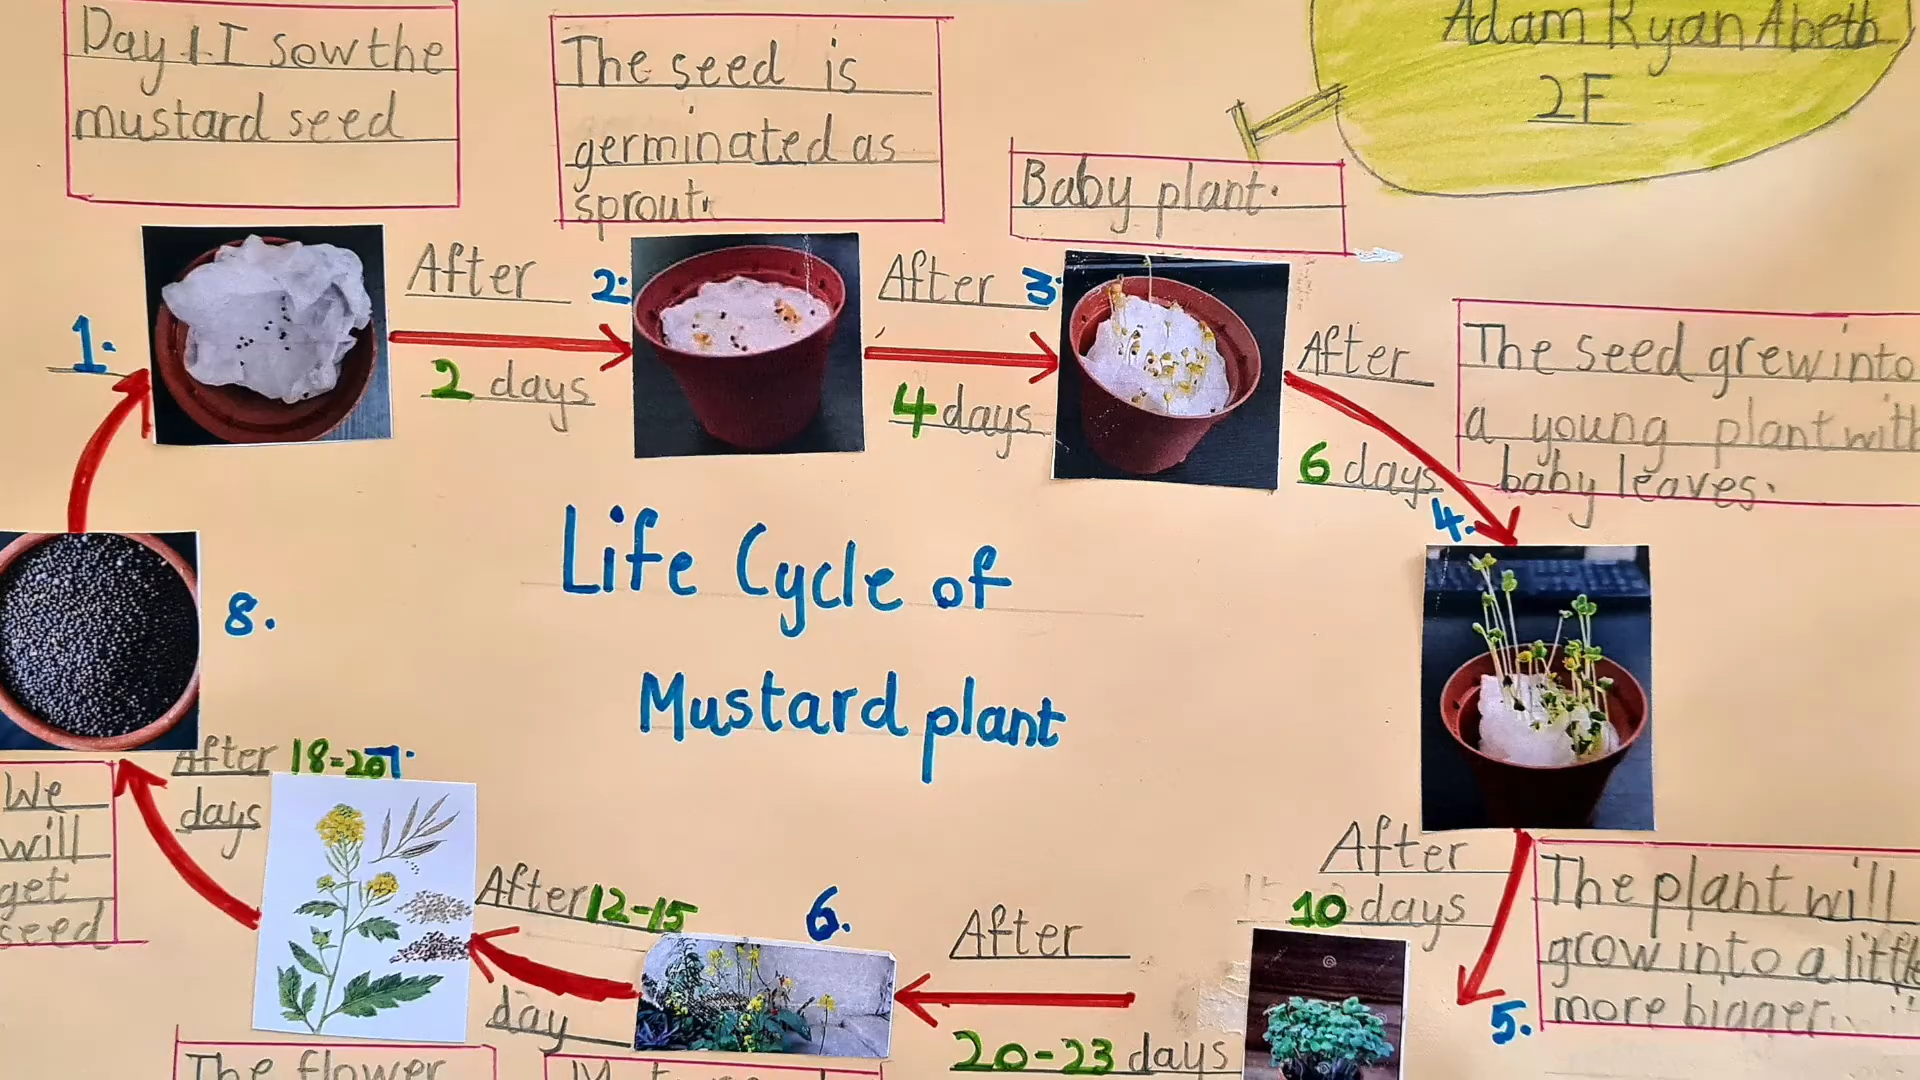 Adam Ryan Abeth
2F
Day 1 I sow the
mustard seed
The seed is
germinated as
sprout.
Baby plant.
1.
After
2 days
2.
After
4 days
3.
After
6 days
The seed grew into
a young plant with
baby leaves.
4.
Life Cycle of
Mustard plant
After
10 days
The plant will
grow into a little
more bigger.
5.
After
20-23 days
6.
After 12-15
day
The flower
7.
After 18-20
days
8.
We
will
get
seed